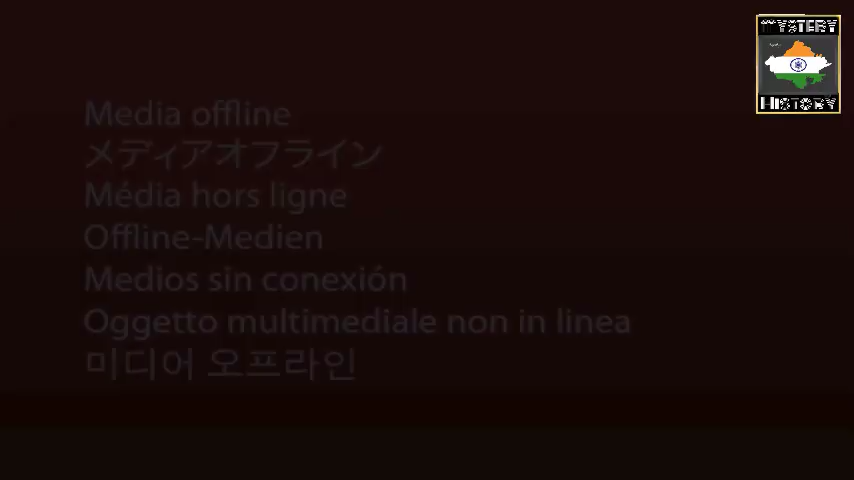 MYSTERY
HISTORY
Media offline
メディアオフライン
Média hors ligne
Offline-Medien
Medios sin conexión
Oggetto multimediale non in linea
미디어 오프라인